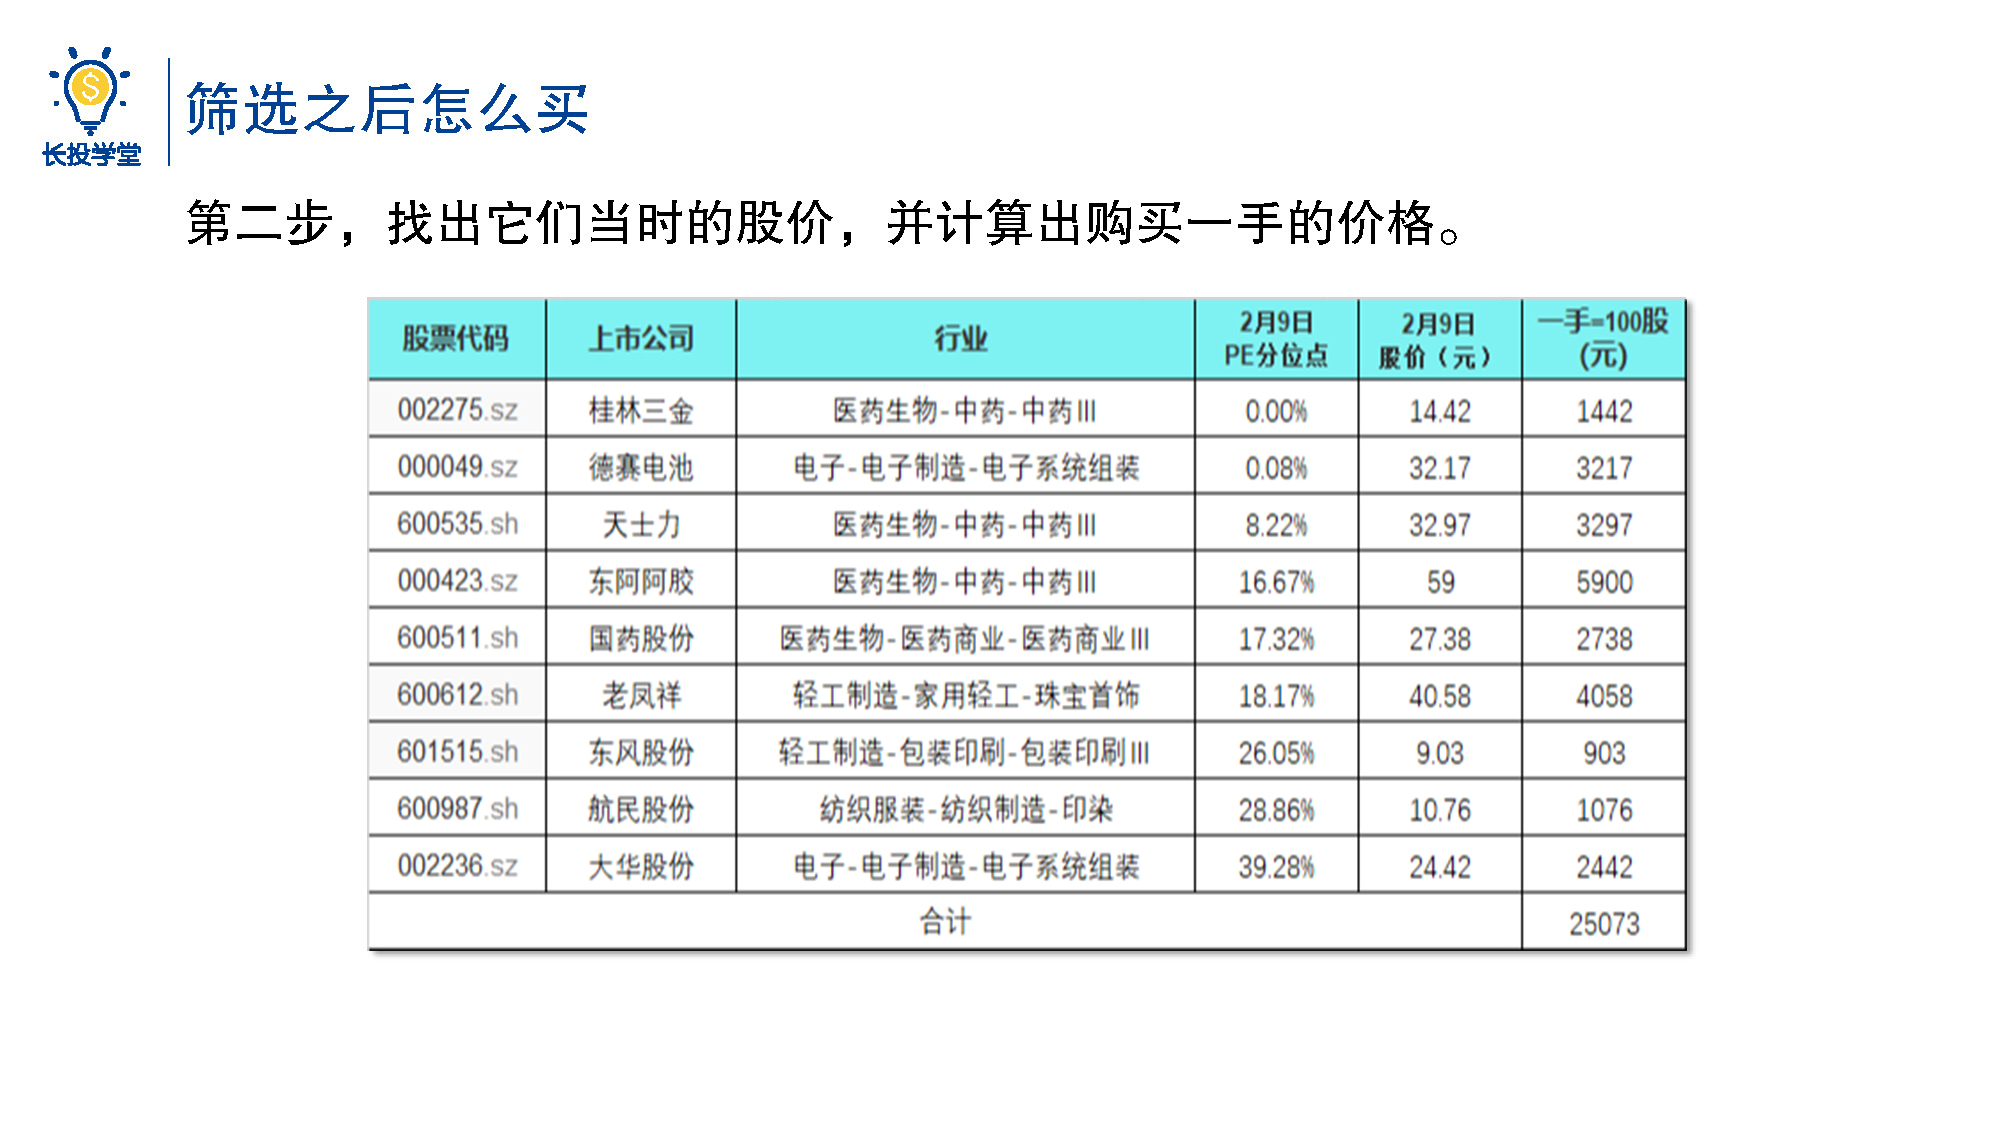 长投学堂
筛选之后怎么买
第二步，找出它们当时的股价，并计算出购买一手的价格。
股票代码 上市公司 行业 2月9日PE分位点 2月9日股价（元） 一手=100股(元)
002275.sz 桂林三金 医药生物-中药-中药III 0.00% 14.42 1442
000049.sz 德赛电池 电子-电子制造-电子系统组装 0.08% 32.17 3217
600535.sh 天士力 医药生物-中药-中药III 8.22% 32.97 3297
000423.sz 东阿阿胶 医药生物-中药-中药III 16.67% 59 5900
600511.sh 国药股份 医药生物-医药商业-医药商业III 17.32% 27.38 2738
600612.sh 老凤祥 轻工制造-家用轻工-珠宝首饰 18.17% 40.58 4058
601515.sh 东风股份 轻工制造-包装印刷-包装印刷III 26.05% 9.03 903
600987.sh 航民股份 纺织服装-纺织制造-印染 28.86% 10.76 1076
002236.sz 大华股份 电子-电子制造-电子系统组装 39.28% 24.42 2442
合计 25073